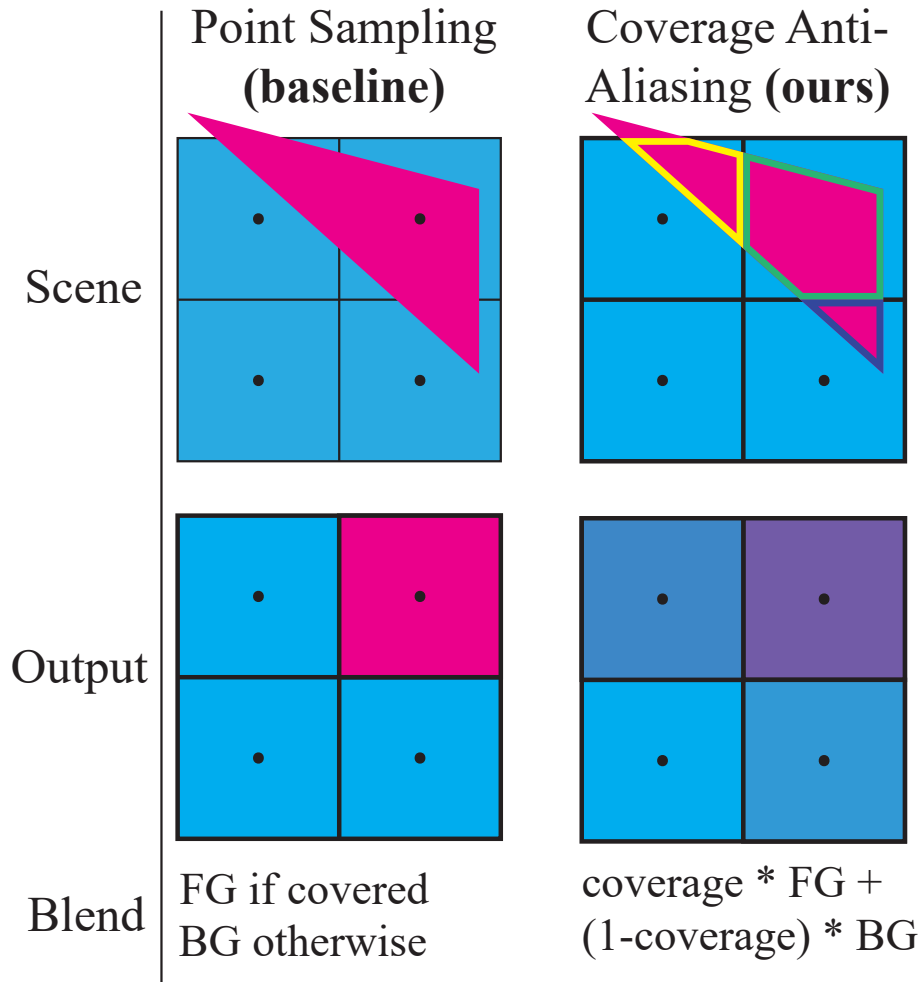 Point Sampling
(baseline)
Coverage Anti-
Aliasing (ours)
Scene
Output
Blend
FG if covered
BG otherwise
coverage * FG +
(1-coverage) * BG